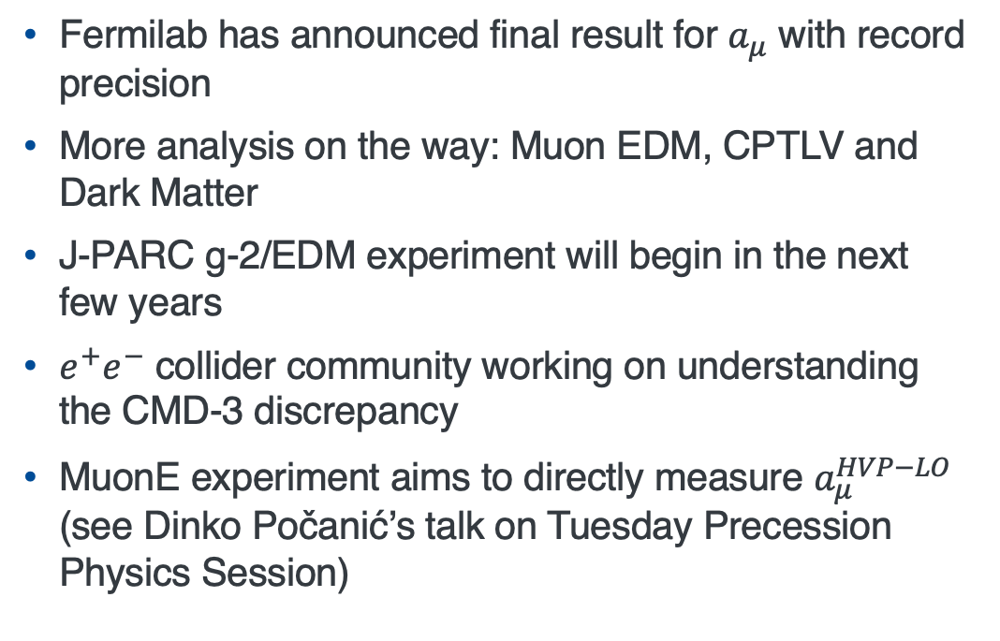 • Fermilab has announced final result for $a_\mu$ with record
precision
• More analysis on the way: Muon EDM, CPTLV and
Dark Matter
• J-PARC g-2/EDM experiment will begin in the next
few years
• $e^+e^-$ collider community working on understanding
the CMD-3 discrepancy
• MuonE experiment aims to directly measure $a_\mu^{HVP-LO}$
(see Dinko Počanić’s talk on Tuesday Precession
Physics Session)